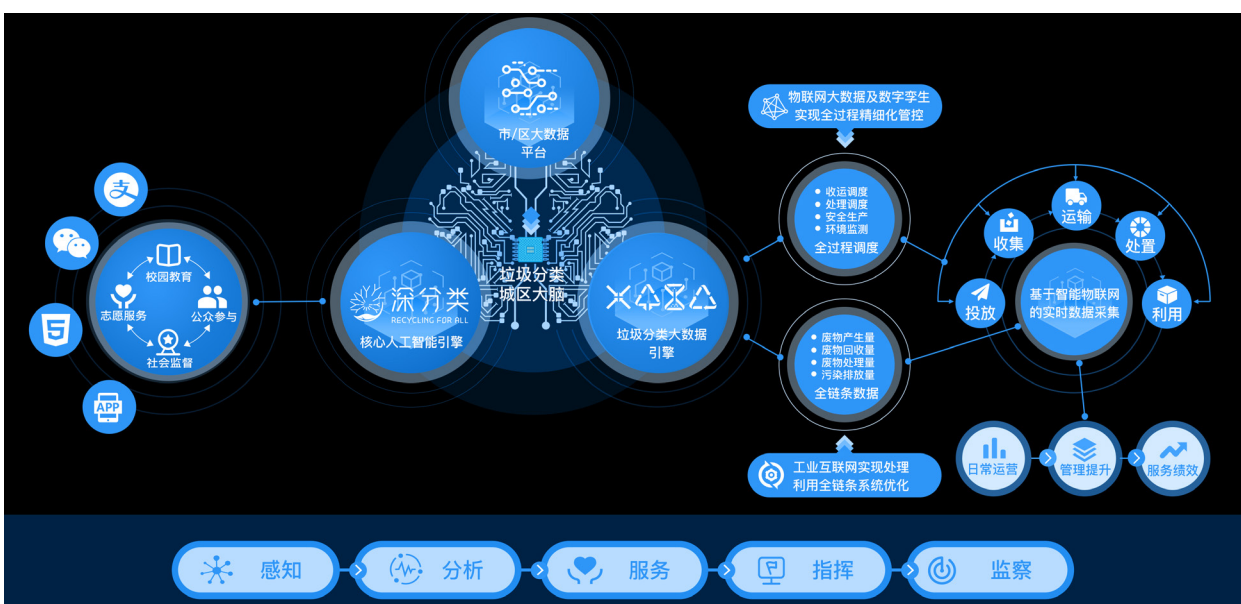 市/区大数据
平台
物联网大数据及数字孪生
实现全过程精细化管控
收运调度
处理调度
安全生产
环境监测
全过程调度
校园教育
志愿服务
公众参与
社会监督
APP
深分类
RECYCLING FOR ALL
核心人工智能引擎
垃圾分类
城区大脑
垃圾分类大数据
引擎
废物产生量
废物回收量
废物处理量
污染排放量
全链条数据
工业互联网实现处理
利用全链条系统优化
投放
收集
运输
处置
利用
基于智能物联网
的实时数据采集
日常运营
管理提升
服务绩效
感知
分析
服务
指挥
监察
支
5